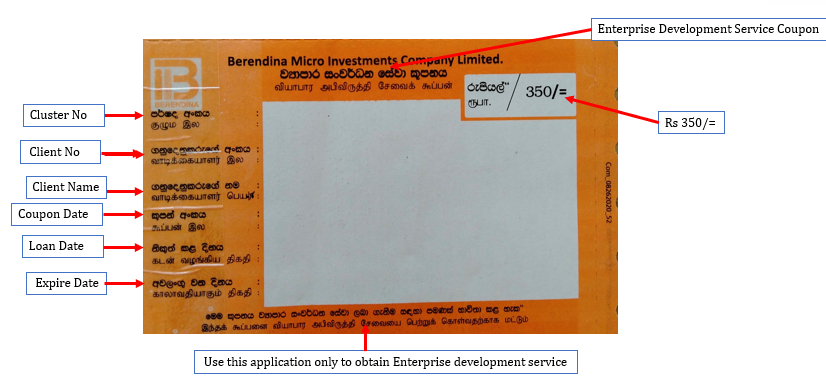 Enterprise Development Service Coupon
Berendina Micro Investments Company Limited.
ව්‍යාපාර සංවර්ධන සේවා කූපනය
வியாபார அபிவிருத்தி சேவைக் கூப்பன்
රුපියල්
ரூபா.
350/=
Rs 350/=
BERENDINA
Cluster No
පර්ෂද අංකය :
குழும இல :
Client No
ගනුදෙනුකරුගේ අංකය :
வாடிக்கையாளர் இல :
Client Name
ගනුදෙනුකරුගේ නම :
வாடிக்கையாளர் பெயர் :
Coupon Date
කූපන් අංකය :
கூப்பன் இல :
Loan Date
නිකුත් කළ දිනය :
கடன் வழங்கிய திகதி :
Expire Date
අවලංගු වන දිනය :
காலாவதியாகும் திகதி :
Com_08262020_S2
මෙම කූපනය ව්‍යාපාර සංවර්ධන සේවා ලබා ගැනීම සඳහා පමණක් භාවිතා කළ හැක
இந்தக் கூப்பனை வியாபார அபிவிருத்தி சேவையை பெற்றுக் கொள்வதற்காக மட்டும்
Use this application only to obtain Enterprise development service